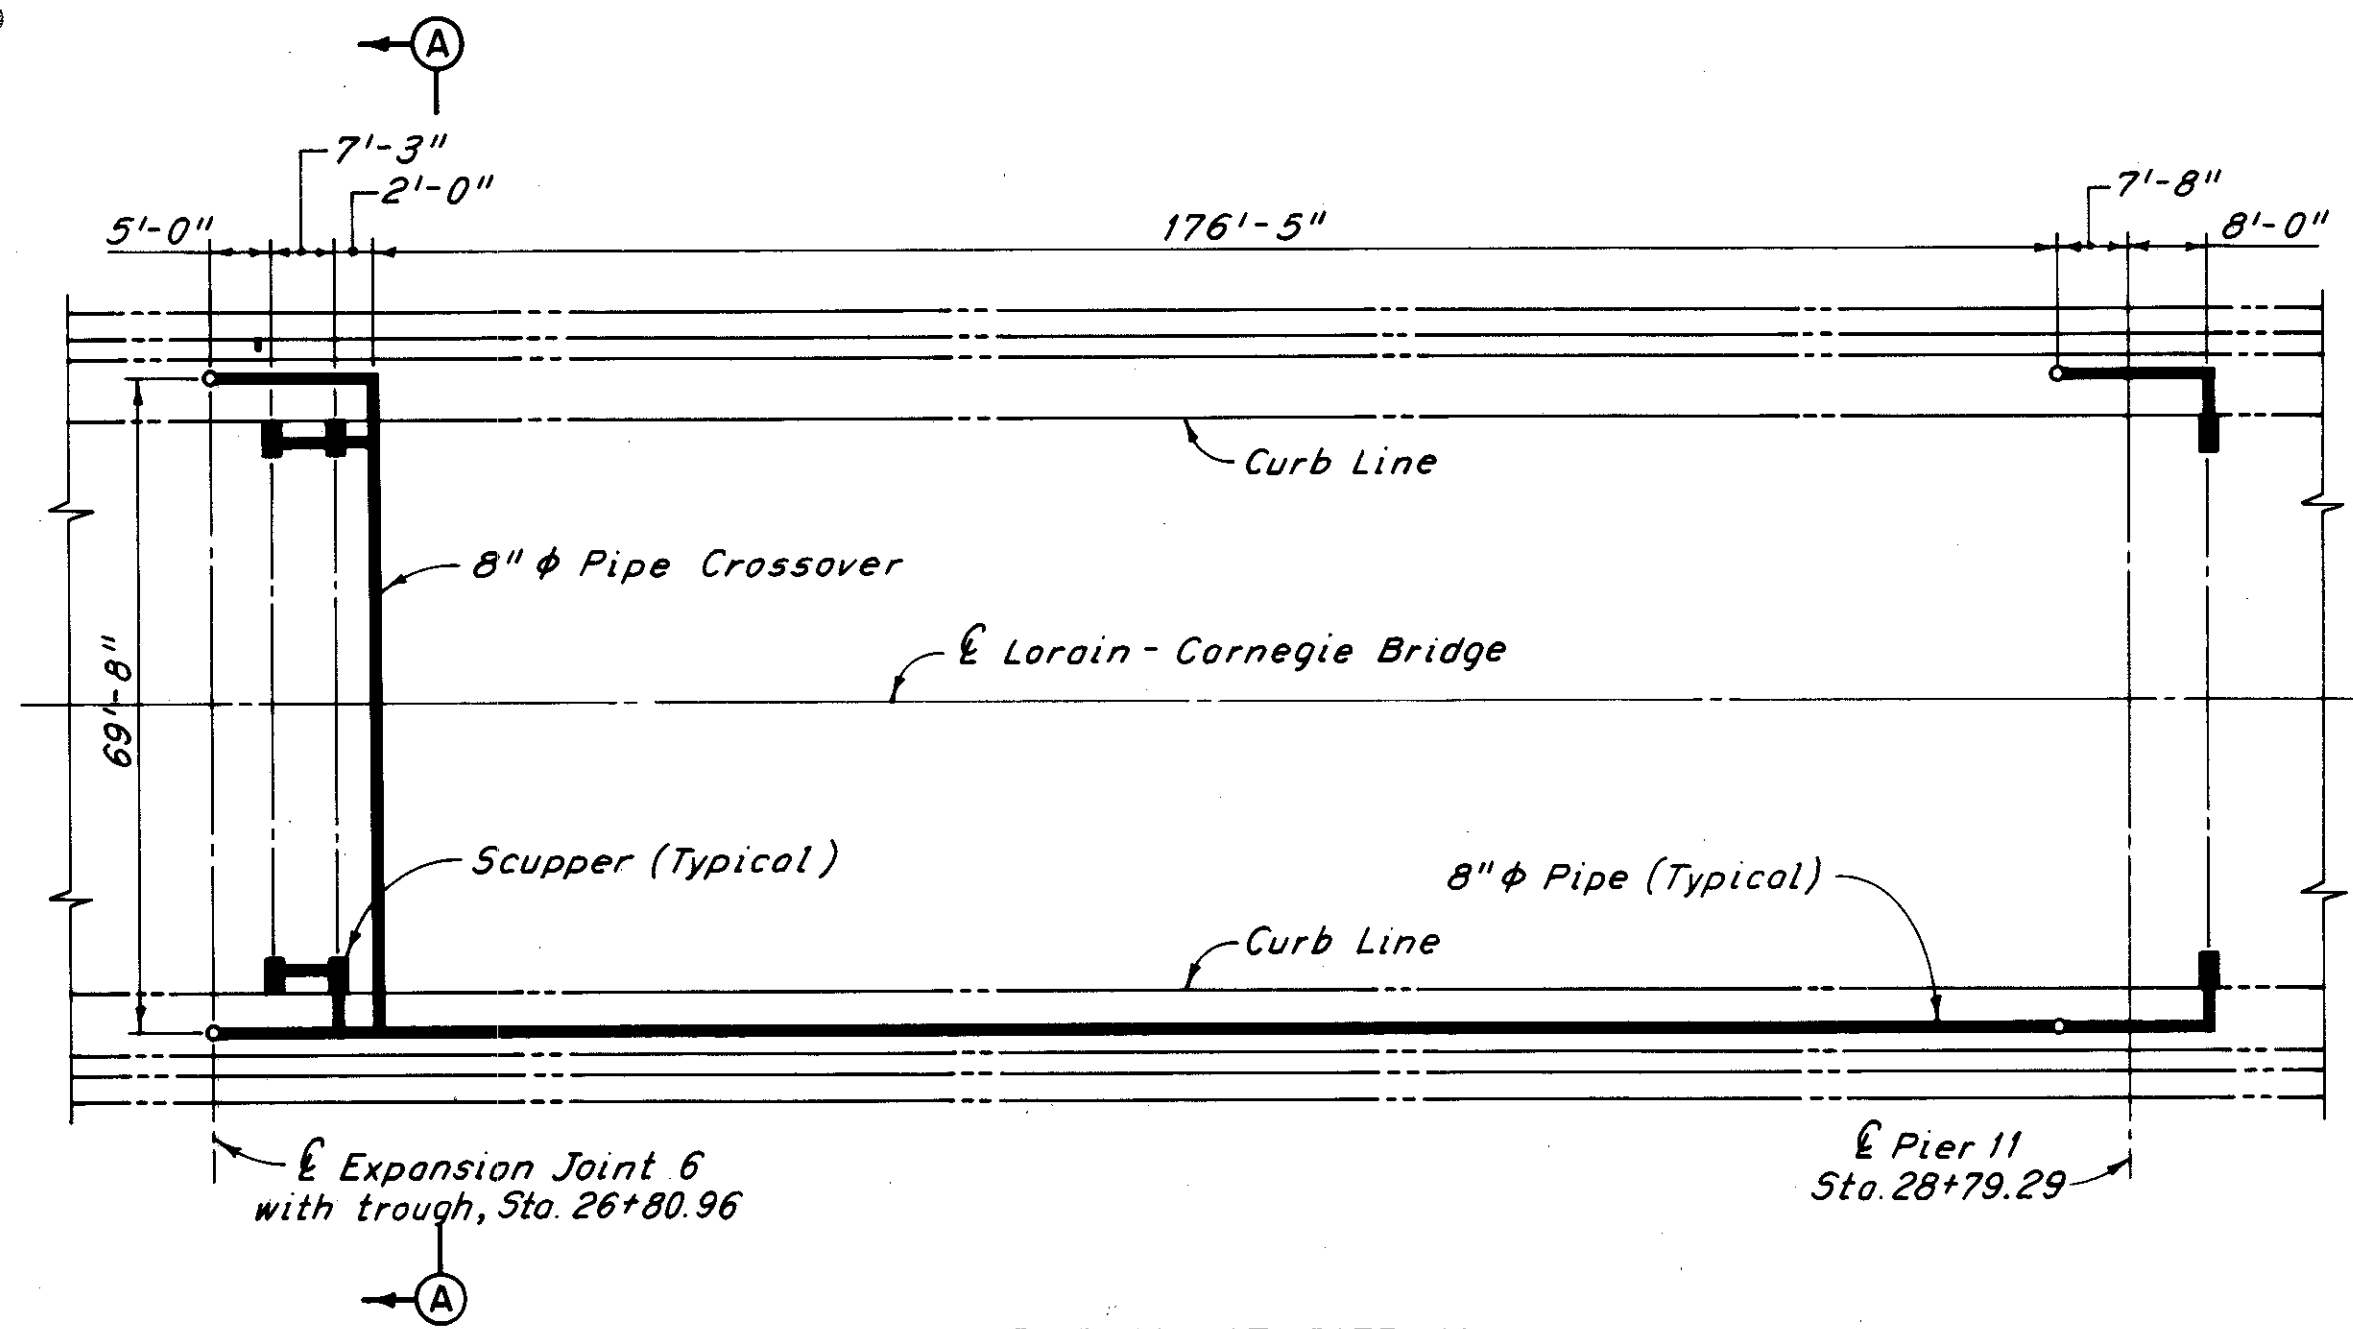 A
7'-3"
2'-0"
5'-0"
176'-5"
7'-8"
8'-0"
Curb Line
8" φ Pipe Crossover
℄ Lorain - Carnegie Bridge
69'-8"
Scupper (Typical)
8" φ Pipe (Typical)
Curb Line
℄ Expansion Joint 6
with trough, Sta. 26+80.96
℄ Pier 11
Sta. 28+79.29
A